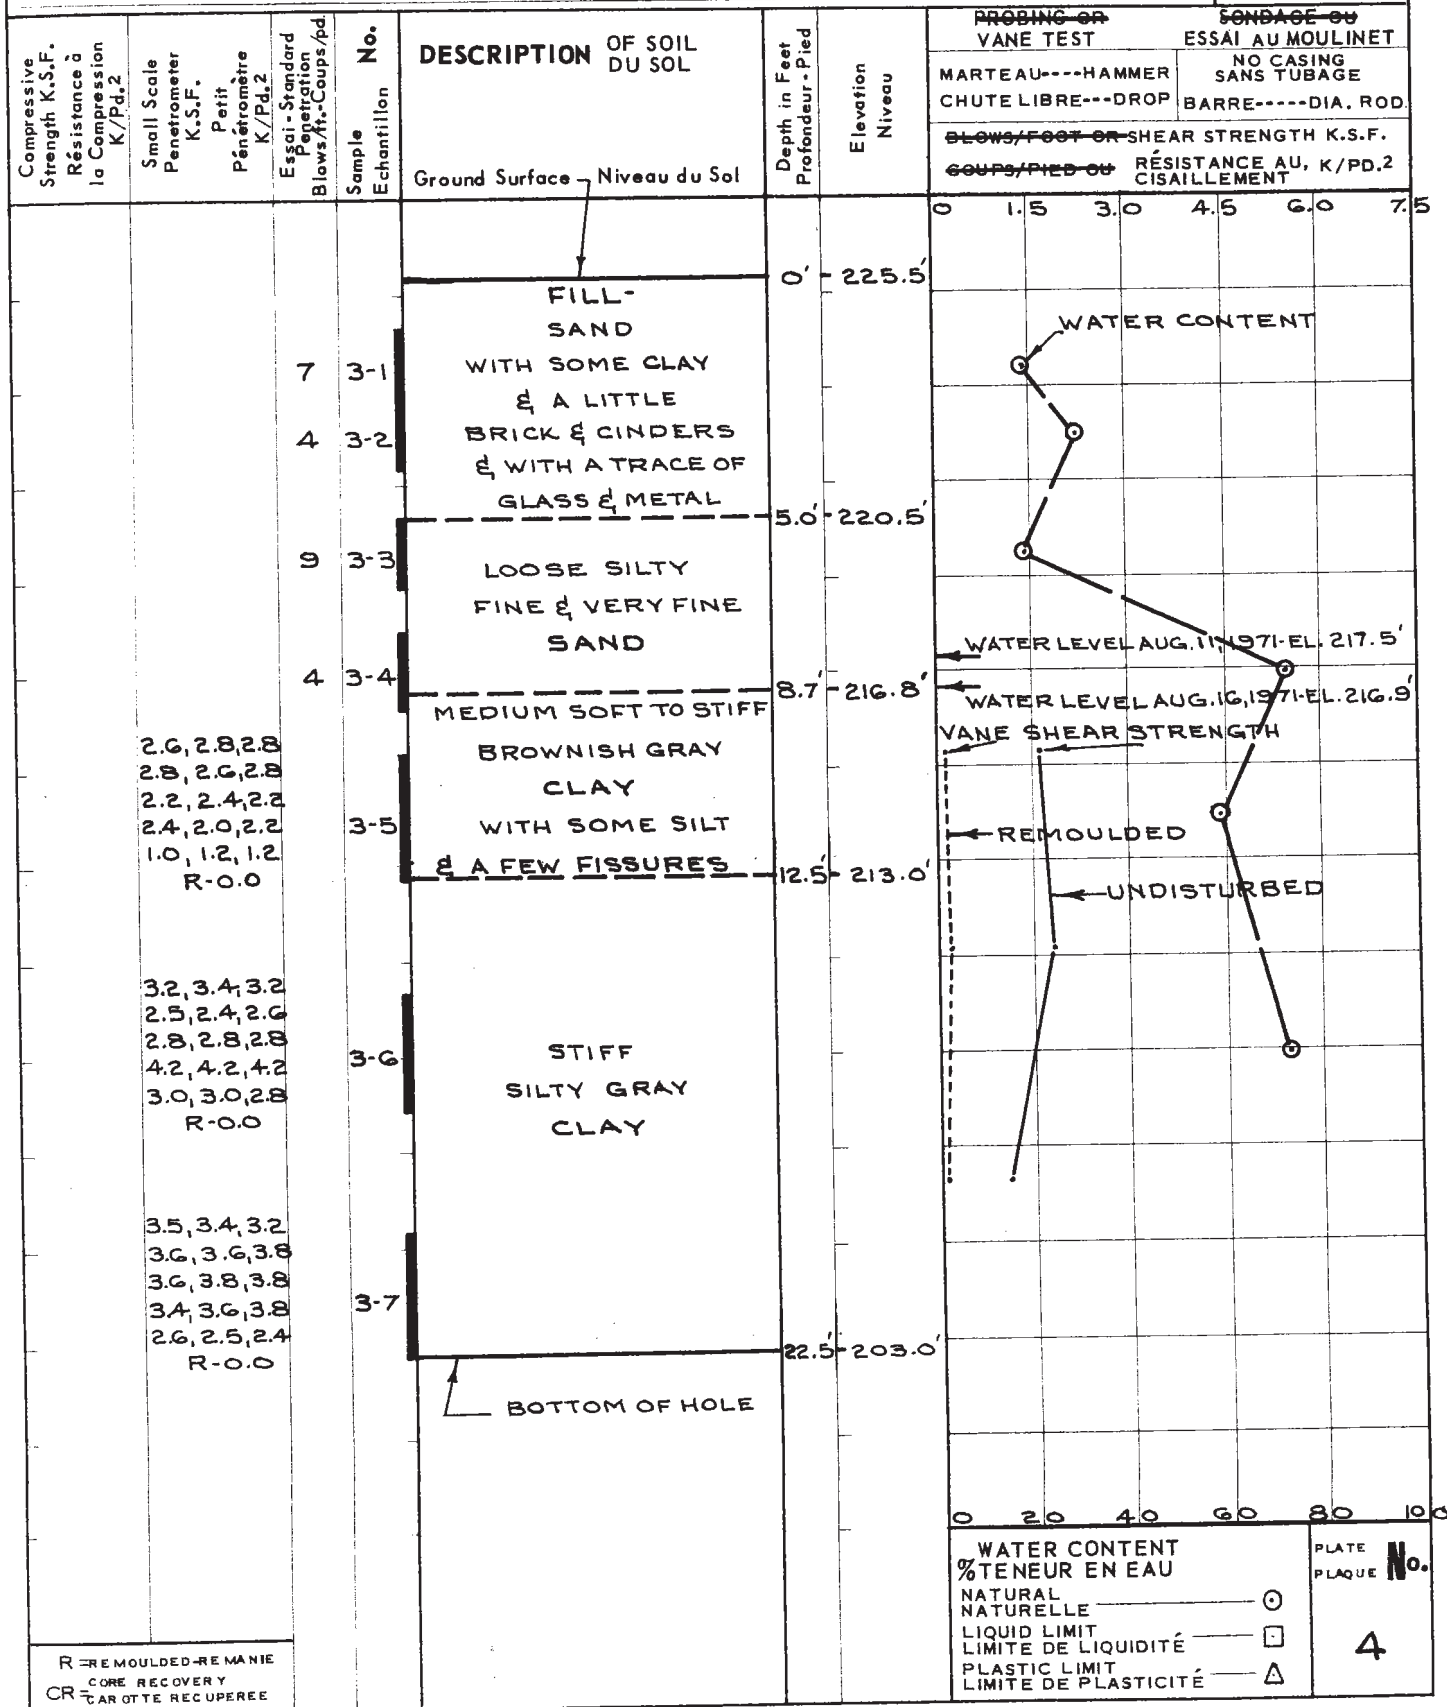 Compressive
Strength K.S.F.
Résistance à
la Compression
K/Pd.2
Small Scale
Penetrometer
K.S.F.
Petit
Pénétromètre
K/Pd.2
Essai-Standard
Penetration
Blows/ft.-Coups/pd.
Sample No.
Echantillon
DESCRIPTION OF SOIL
DU SOL
Ground Surface Niveau du Sol
Depth in Feet
Profondeur-Pied
Elevation
Niveau
PROBING OR SONDAGE OU
VANE TEST ESSAI AU MOULINET
MARTEAU----HAMMER NO CASING
SANS TUBAGE
CHUTE LIBRE---DROP BARRE-----DIA. ROD
BLOWS/FOOT OR SHEAR STRENGTH K.S.F.
COUPS/PIED OU RÉSISTANCE AU, K/PD.2
CISAILLEMENT
0 1.5 3.0 4.5 6.0 7.5
0' 225.5'
FILL-
SAND
WITH SOME CLAY
& A LITTLE
BRICK & CINDERS
& WITH A TRACE OF
GLASS & METAL
7 3-1
4 3-2
WATER CONTENT
5.0' 220.5'
9 3-3
LOOSE SILTY
FINE & VERY FINE
SAND
4 3-4
WATER LEVEL AUG. 11, 1971-EL. 217.5'
8.7' 216.8'
WATER LEVEL AUG. 16, 1971-EL. 216.9'
MEDIUM SOFT TO STIFF
BROWNISH GRAY
CLAY
WITH SOME SILT
& A FEW FISSURES
VANE SHEAR STRENGTH
2.6, 2.8, 2.8
2.8, 2.6, 2.8
2.2, 2.4, 2.2
2.4, 2.0, 2.2
1.0, 1.2, 1.2
R-0.0
3-5
REMOULDED
12.5' 213.0'
UNDISTURBED
3.2, 3.4, 3.2
2.5, 2.4, 2.6
2.8, 2.8, 2.8
4.2, 4.2, 4.2
3.0, 3.0, 2.8
R-0.0
3-6
STIFF
SILTY GRAY
CLAY
3.5, 3.4, 3.2
3.6, 3.6, 3.8
3.6, 3.8, 3.8
3.4, 3.6, 3.8
2.6, 2.5, 2.4
R-0.0
3-7
22.5' 203.0'
BOTTOM OF HOLE
0 20 40 60 80 100
WATER CONTENT
% TENEUR EN EAU
NATURAL
NATURELLE
LIQUID LIMIT
LIMITE DE LIQUIDITÉ
PLASTIC LIMIT
LIMITE DE PLASTICITÉ
PLATE
PLAQUE No.
4
R=REMOULDED-REMANIE
CR= CORE RECOVERY
CAROTTE RECUPEREE